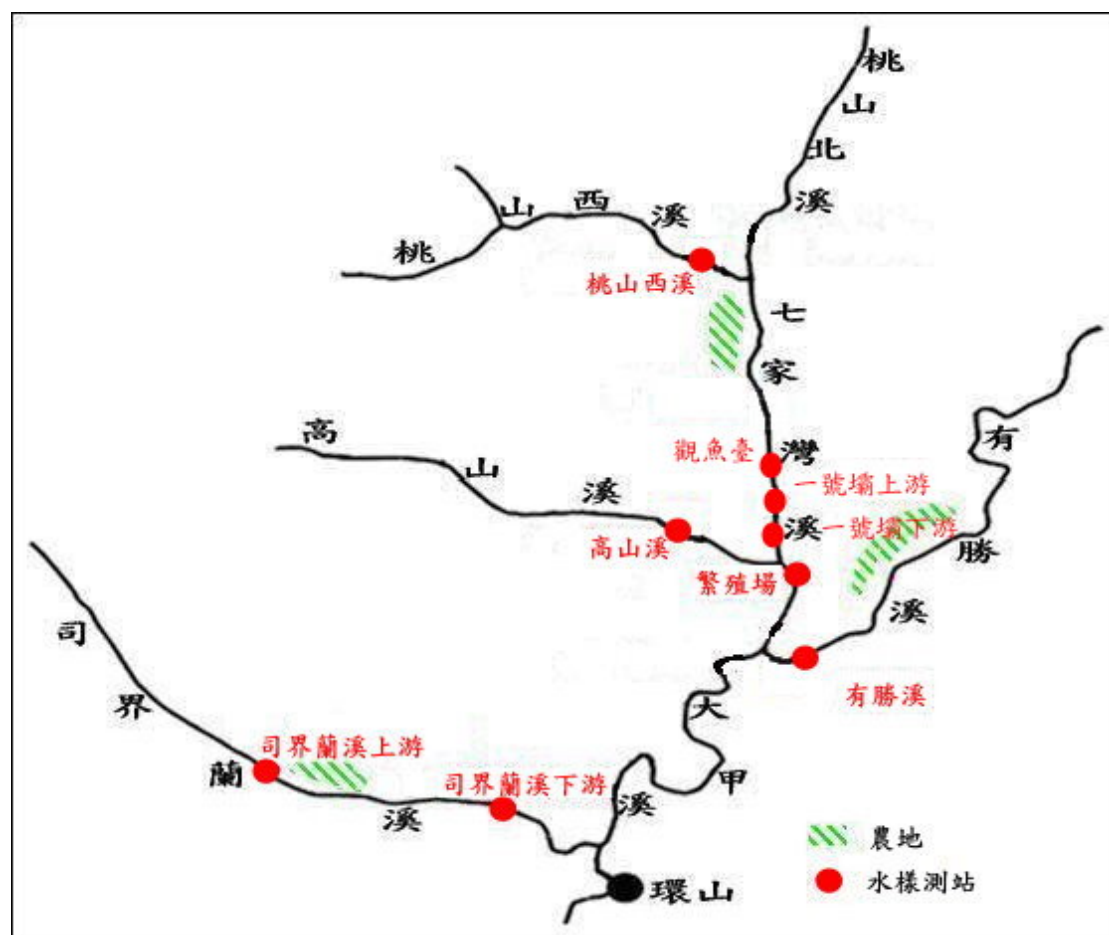 桃山北溪
桃山西溪
桃山西溪
七家灣溪
有勝溪
高山溪
觀魚臺
一號壩上游
一號壩下游
高山溪
繁殖場
有勝溪
司界蘭溪
大甲溪
司界蘭溪上游
司界蘭溪下游
農地
水樣測站
環山